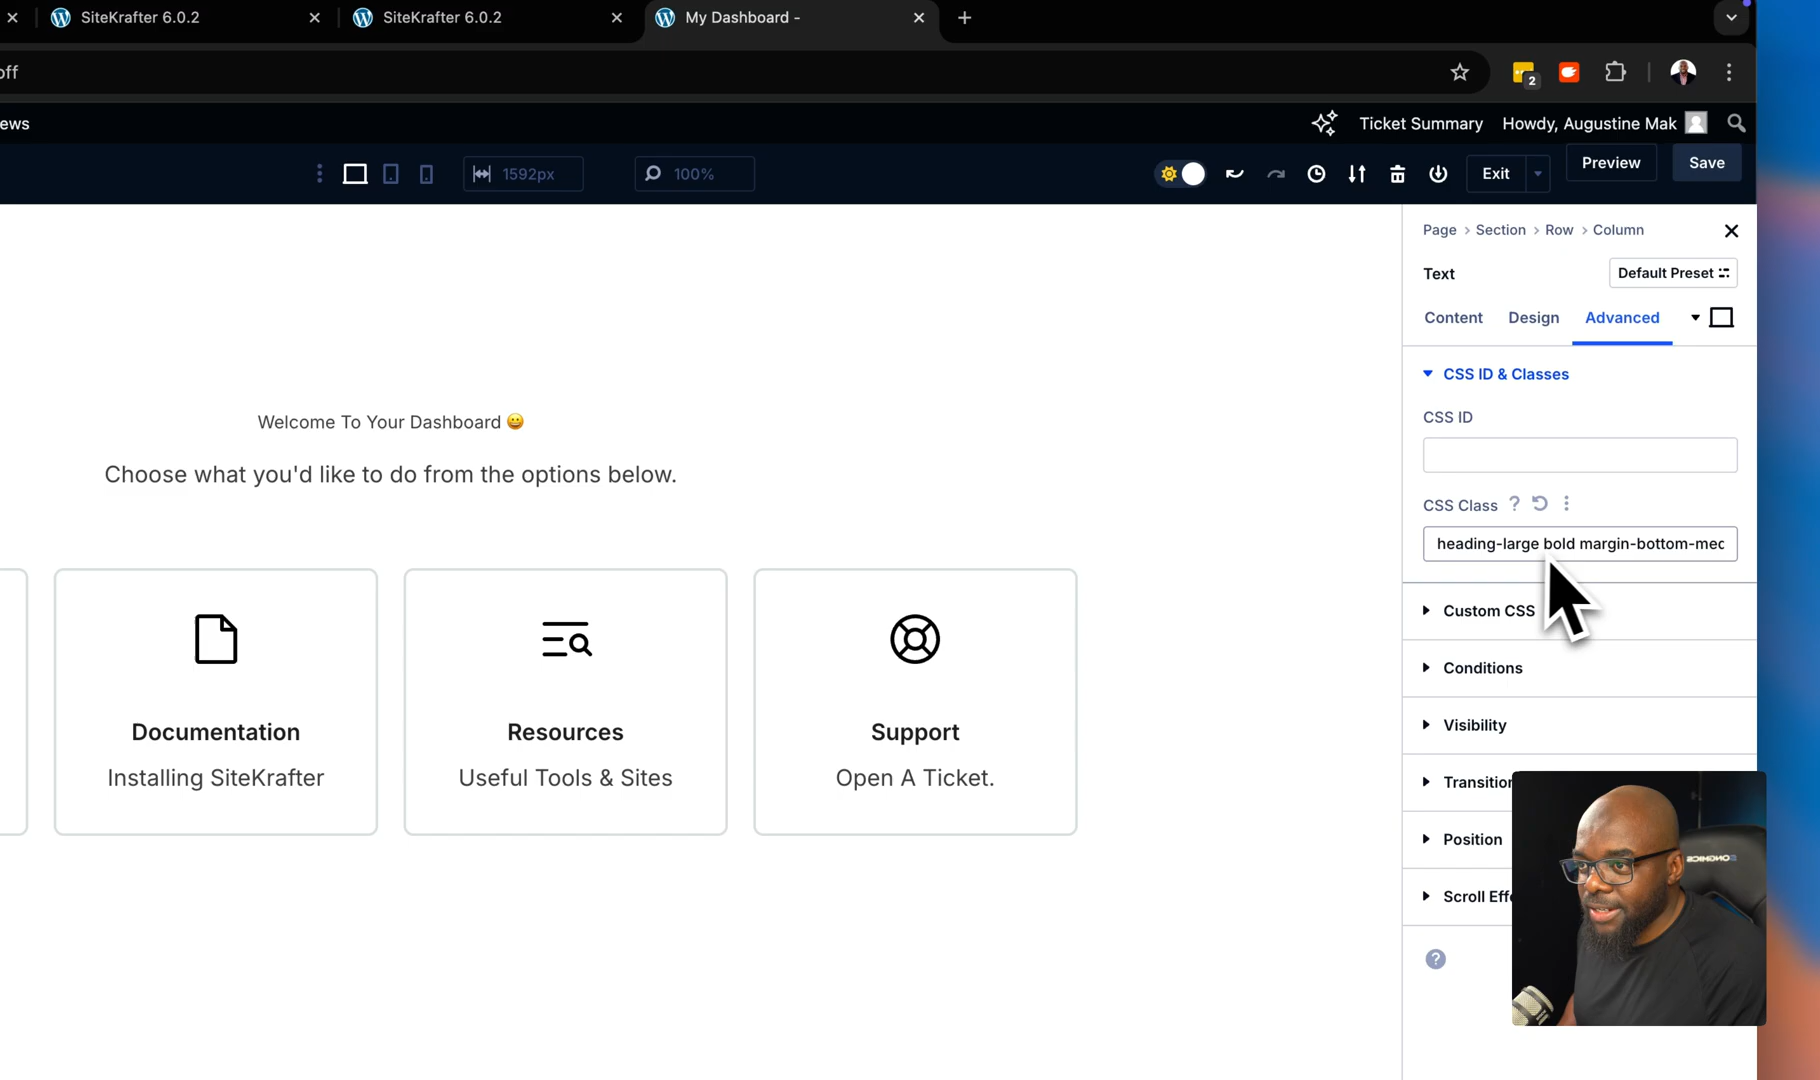 SiteKrafter 6.0.2
SiteKrafter 6.0.2
My Dashboard -
off
2
ews
Ticket Summary
Howdy, Augustine Mak
1592px
100%
Exit
Preview
Save
Page > Section > Row > Column
Text
Default Preset
Content
Design
Advanced
CSS ID & Classes
CSS ID
CSS Class ?
heading-large bold margin-bottom-mec
Custom CSS
Conditions
Visibility
Transition
Position
Scroll Effe
?
Welcome To Your Dashboard 😀
Choose what you'd like to do from the options below.
Documentation
Installing SiteKrafter
Resources
Useful Tools & Sites
Support
Open A Ticket.